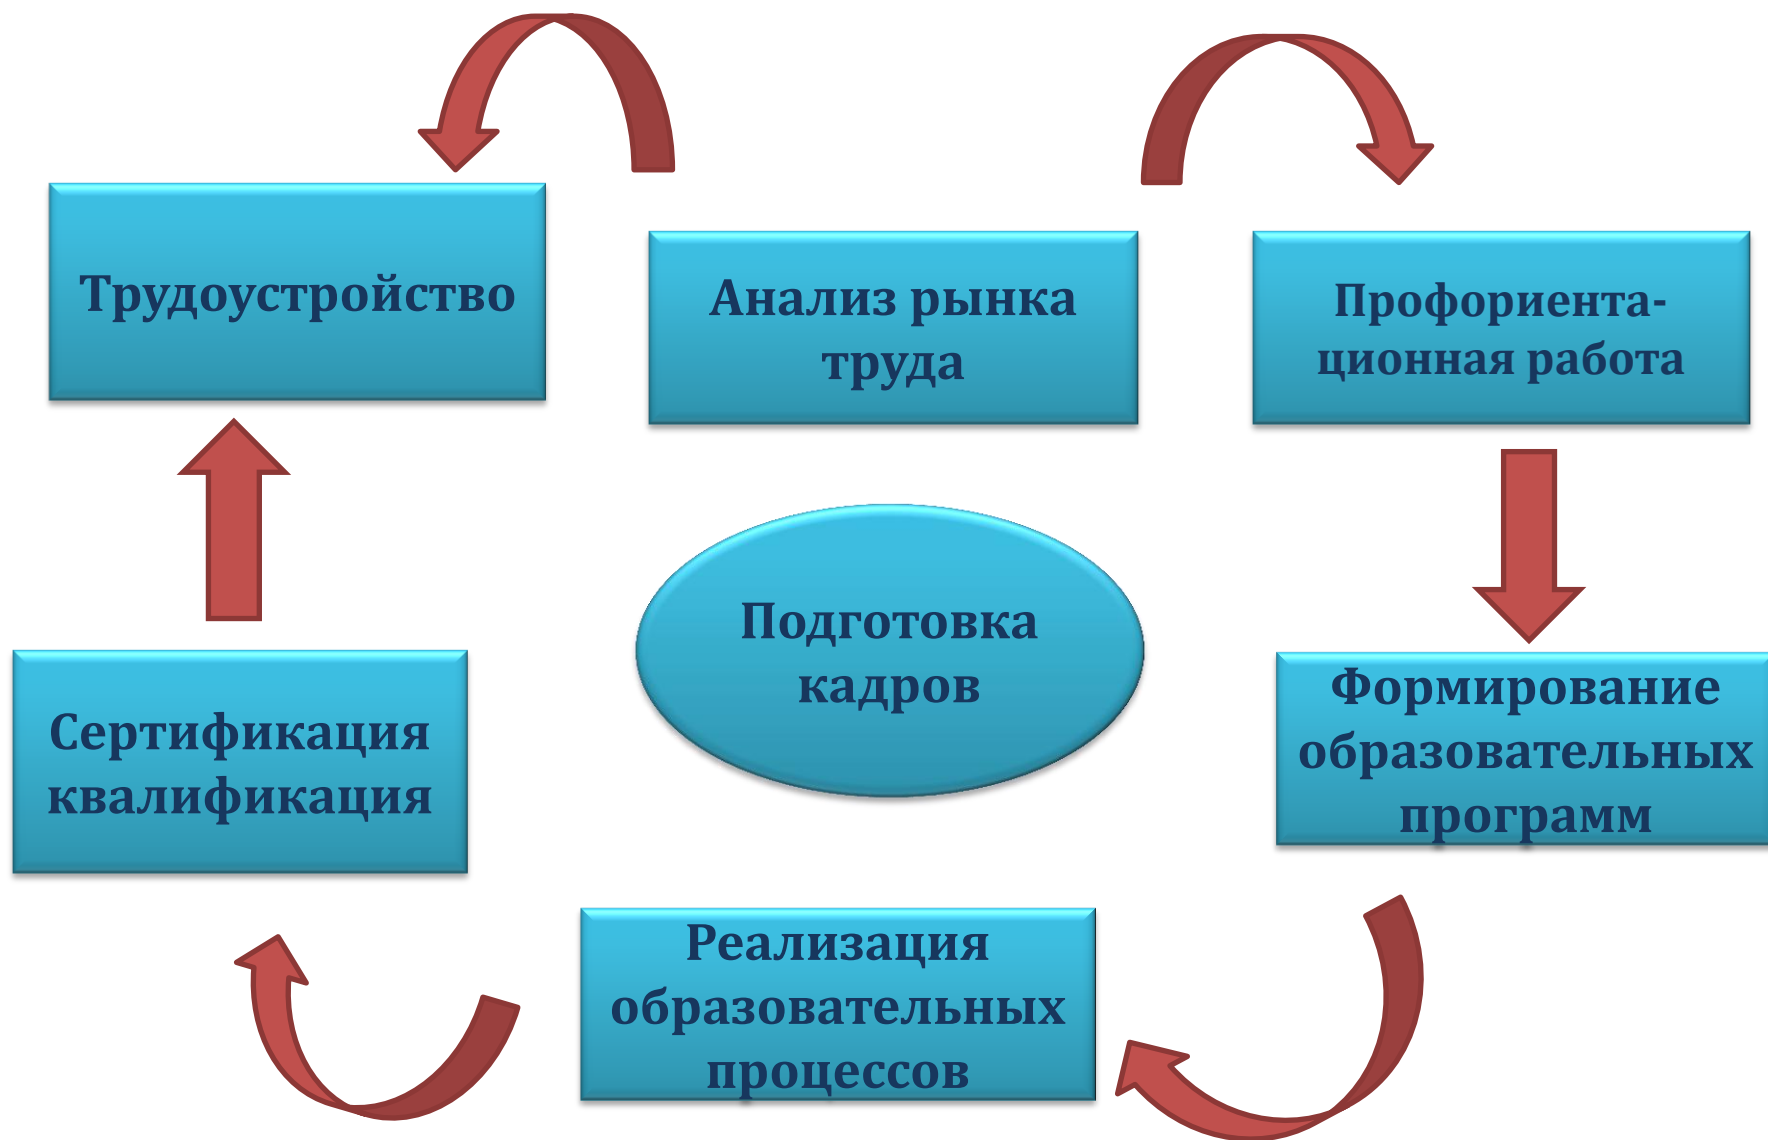 Трудоустройство
Анализ рынка
труда
Профориента-
ционная работа
Подготовка
кадров
Сертификация
квалификация
Формирование
образовательных
программ
Реализация
образовательных
процессов